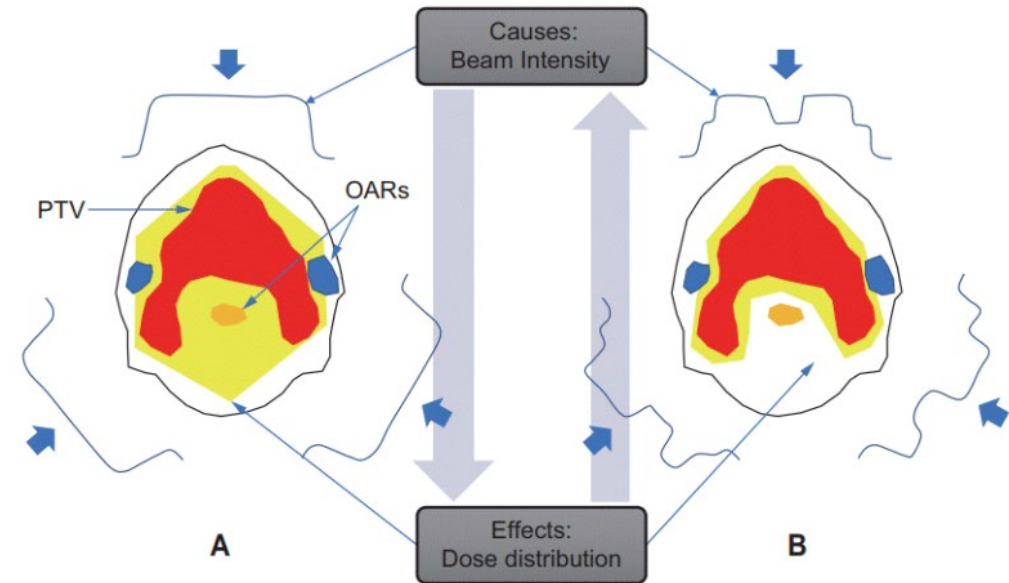 Causes:
Beam Intensity
PTV
OARs
A
Effects:
Dose distribution
B